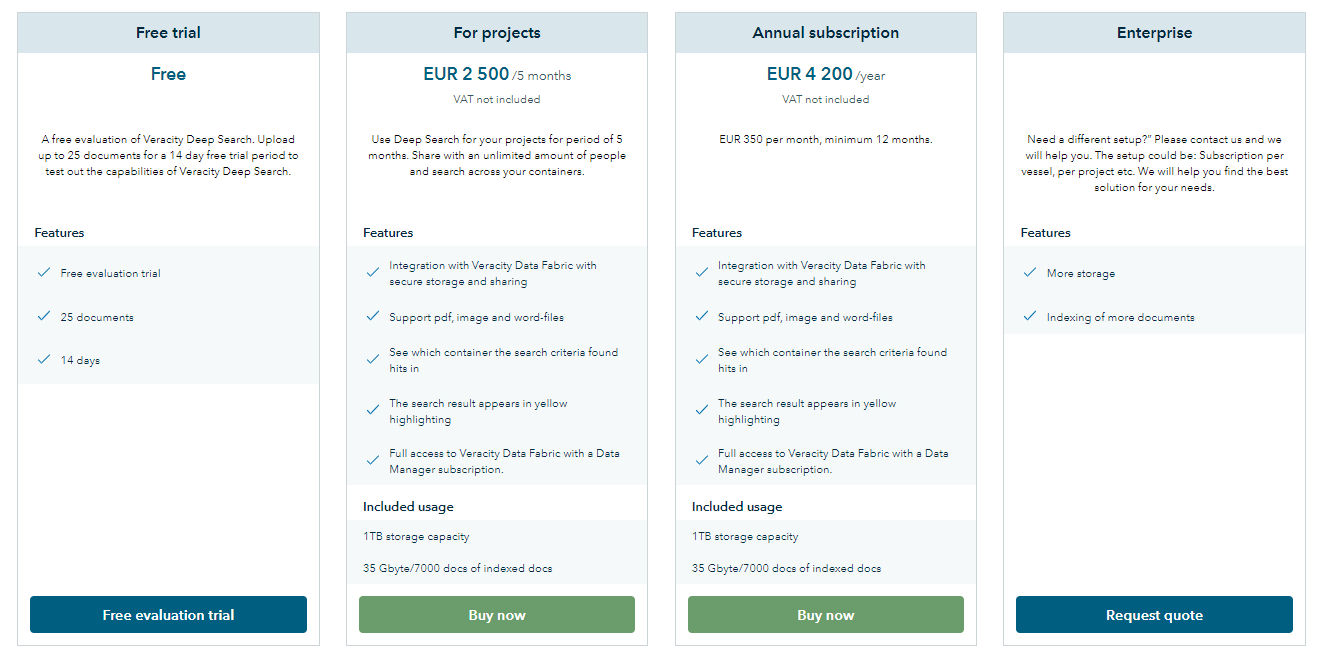 Free trial
Free
A free evaluation of Veracity Deep Search. Upload
up to 25 documents for a 14 day free trial period to
test out the capabilities of Veracity Deep Search.
Features
Free evaluation trial
25 documents
14 days
Free evaluation trial
For projects
EUR 2 500 /5 months
VAT not included
Use Deep Search for your projects for period of 5
months. Share with an unlimited amount of people
and search across your containers.
Features
Integration with Veracity Data Fabric with
secure storage and sharing
Support pdf, image and word-files
See which container the search criteria found
hits in
The search result appears in yellow
highlighting
Full access to Veracity Data Fabric with a Data
Manager subscription.
Included usage
1TB storage capacity
35 Gbyte/7000 docs of indexed docs
Buy now
Annual subscription
EUR 4 200 /year
VAT not included
EUR 350 per month, minimum 12 months.
Features
Integration with Veracity Data Fabric with
secure storage and sharing
Support pdf, image and word-files
See which container the search criteria found
hits in
The search result appears in yellow
highlighting
Full access to Veracity Data Fabric with a Data
Manager subscription.
Included usage
1TB storage capacity
35 Gbyte/7000 docs of indexed docs
Buy now
Enterprise
Need a different setup?" Please contact us and we
will help you. The setup could be: Subscription per
vessel, per project etc. We will help you find the best
solution for your needs.
Features
More storage
Indexing of more documents
Request quote